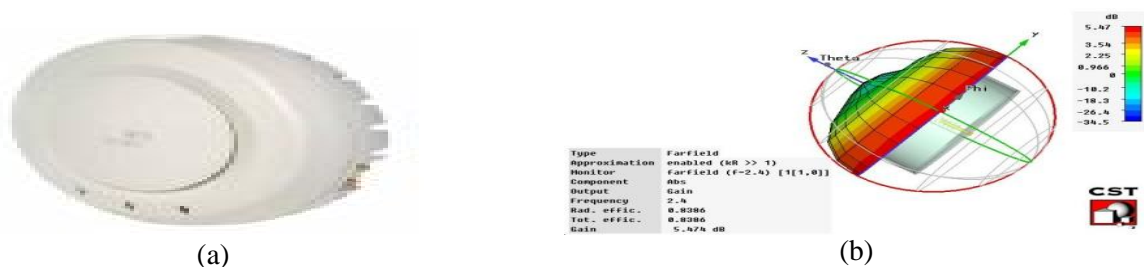 dB
5.47
3.54
2.25
0.966
0
-10.2
-18.3
-26.4
-34.5
y
z
Theta
Phi
x
Type Farfield
Approximation enabled (kR >> 1)
Monitor farfield (f=2.4) [1[1,0]]
Component Abs
Output Gain
Frequency 2.4
Rad. effic. 0.8386
Tot. effic. 0.8386
Gain 5.474 dB
CST
(a)
(b)